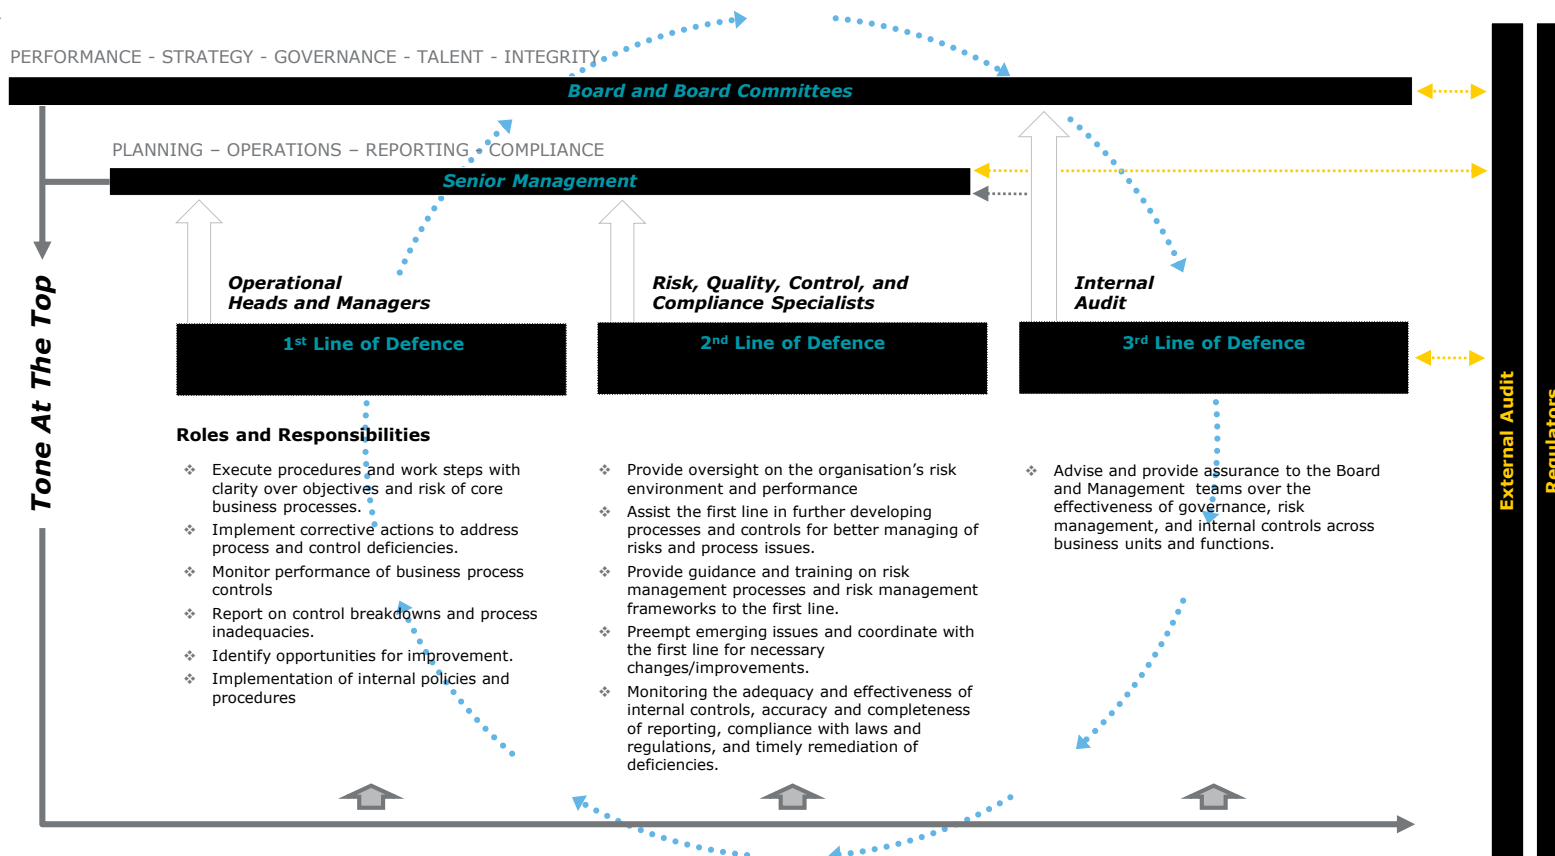 PERFORMANCE - STRATEGY - GOVERNANCE - TALENT - INTEGRITY
Board and Board Committees
PLANNING – OPERATIONS – REPORTING - COMPLIANCE
Senior Management
Tone At The Top
Operational
Heads and Managers
1st Line of Defence
Risk, Quality, Control, and
Compliance Specialists
2nd Line of Defence
Internal
Audit
3rd Line of Defence
Roles and Responsibilities
❖ Execute procedures and work steps with
clarity over objectives and risk of core
business processes.
❖ Implement corrective actions to address
process and control deficiencies.
❖ Monitor performance of business process
controls
❖ Report on control breakdowns and process
inadequacies.
❖ Identify opportunities for improvement.
❖ Implementation of internal policies and
procedures
❖ Provide oversight on the organisation’s risk
environment and performance
❖ Assist the first line in further developing
processes and controls for better managing of
risks and process issues.
❖ Provide guidance and training on risk
management processes and risk management
frameworks to the first line.
❖ Preempt emerging issues and coordinate with
the first line for necessary
changes/improvements.
❖ Monitoring the adequacy and effectiveness of
internal controls, accuracy and completeness
of reporting, compliance with laws and
regulations, and timely remediation of
deficiencies.
❖ Advise and provide assurance to the Board
and Management  teams over the
effectiveness of governance, risk
management, and internal controls across
business units and functions.
External Audit
Regulators